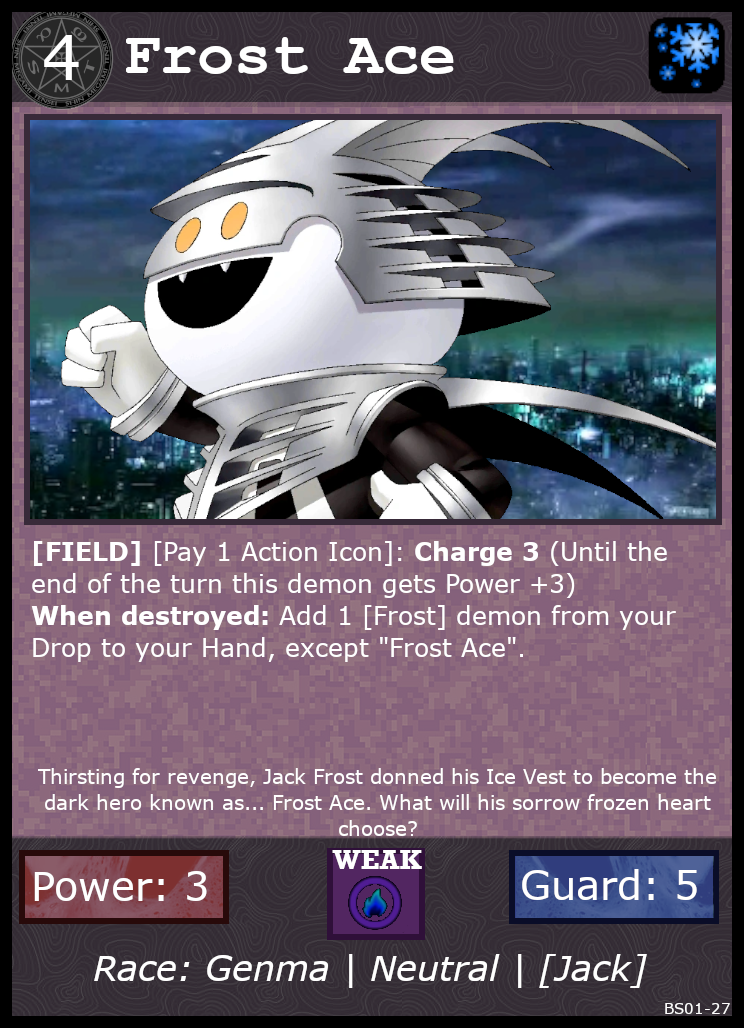 4 Frost Ace
[FIELD] [Pay 1 Action Icon]: Charge 3 (Until the
end of the turn this demon gets Power +3)
When destroyed: Add 1 [Frost] demon from your
Drop to your Hand, except "Frost Ace".
Thirsting for revenge, Jack Frost donned his Ice Vest to become the
dark hero known as... Frost Ace. What will his sorrow frozen heart
choose?
WEAK
Power: 3
Guard: 5
Race: Genma | Neutral | [Jack]
BS01-27